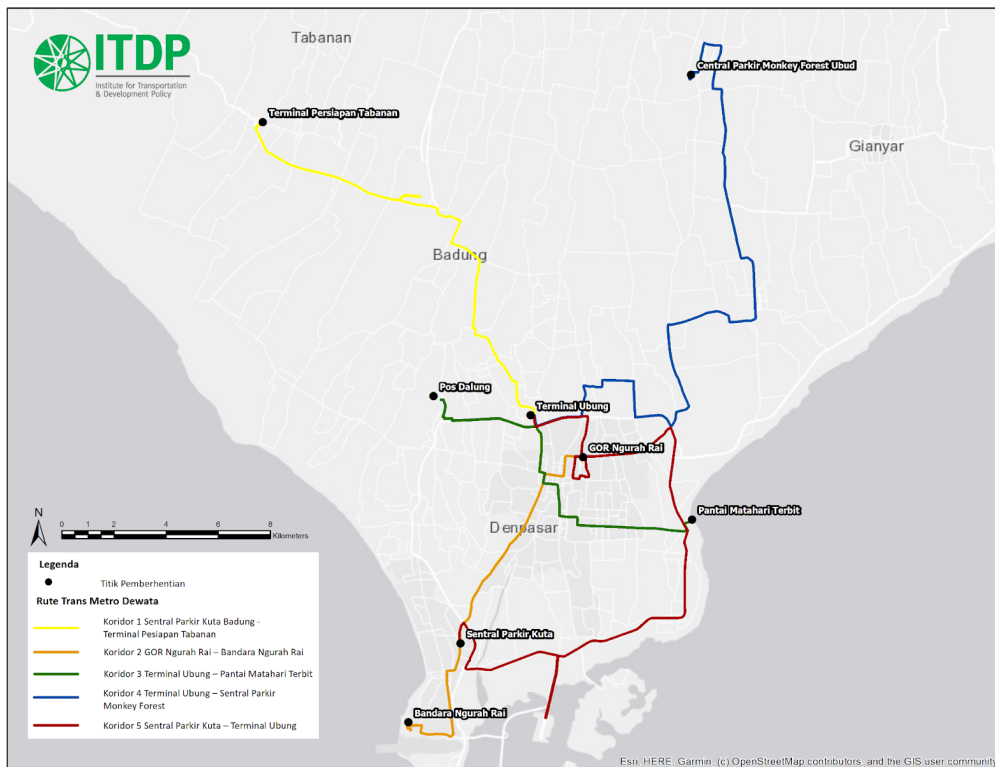 ITDP
Institute for Transportation
& Development Policy
Tabanan
Central Parkir Monkey Forest Ubud
Terminal Persiapan Tabanan
Gianyar
Badung
Pos Dalung
Terminal Ubung
GOR Ngurah Rai
Pantai Matahari Terbit
Denpasar
N
0 1 2 4 6 8
Kilometers
Legenda
Titik Pemberhentian
Rute Trans Metro Dewata
Koridor 1 Sentral Parkir Kuta Badung -
Terminal Pesiapan Tabanan
Koridor 2 GOR Ngurah Rai – Bandara Ngurah Rai
Koridor 3 Terminal Ubung – Pantai Matahari Terbit
Koridor 4 Terminal Ubung – Sentral Parkir
Monkey Forest
Koridor 5 Sentral Parkir Kuta – Terminal Ubung
Sentral Parkir Kuta
Bandara Ngurah Rai
Esri, HERE, Garmin, (c) OpenStreetMap contributors, and the GIS user community